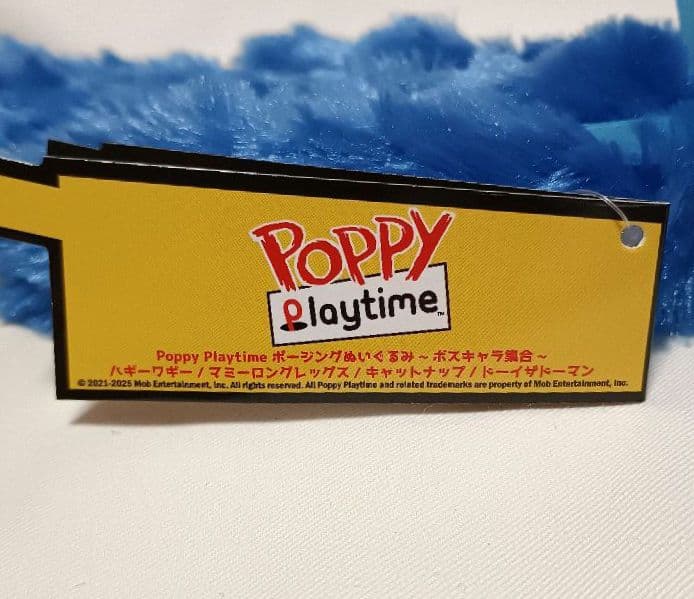 POPPY
Playtime™
Poppy Playtime ポージングぬいぐるみ～ボスキャラ集合～
ハギーワギー/マミーロングレッグス/キャットナップ/ドーイザドーマン
© 2021-2025 Mob Entertainment, Inc. All rights reserved. All Poppy Playtime and related trademarks are property of Mob Entertainment, Inc.